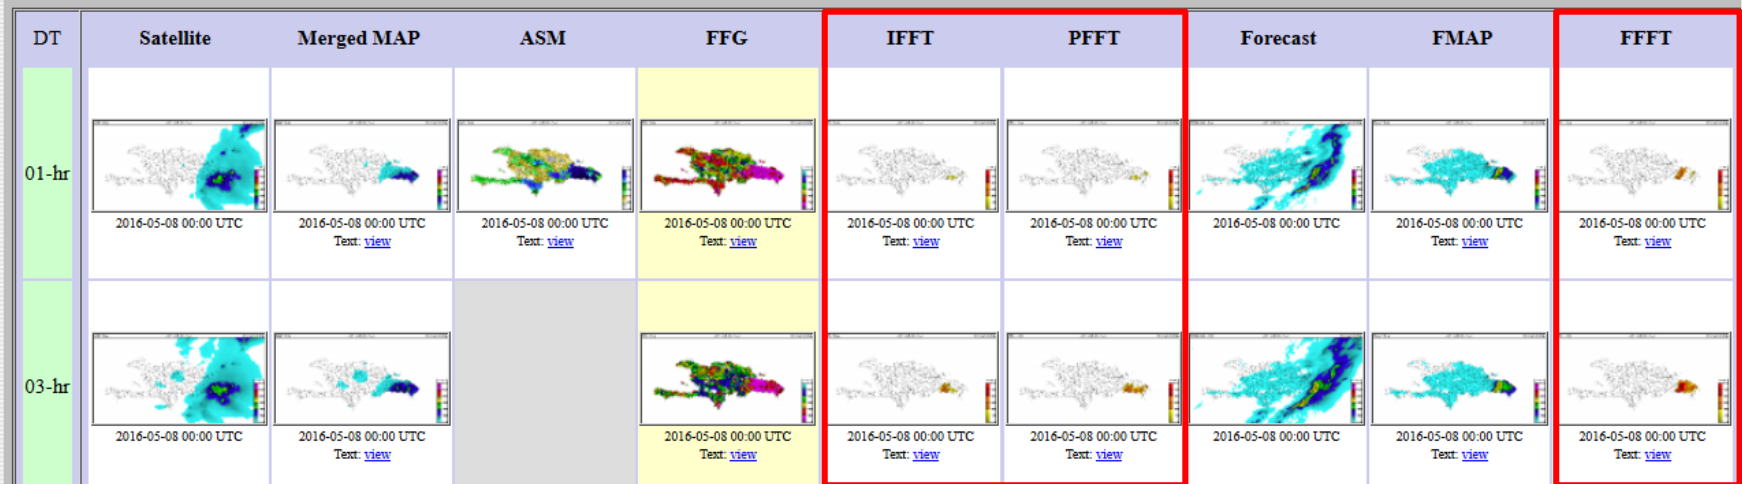 DT Satellite Merged MAP ASM FFG IFFT PFFT Forecast FMAP FFFT
01-hr
2016-05-08 00:00 UTC 2016-05-08 00:00 UTC 2016-05-08 00:00 UTC 2016-05-08 00:00 UTC 2016-05-08 00:00 UTC 2016-05-08 00:00 UTC 2016-05-08 00:00 UTC 2016-05-08 00:00 UTC 2016-05-08 00:00 UTC
Text: view Text: view Text: view Text: view Text: view Text: view Text: view
03-hr
2016-05-08 00:00 UTC 2016-05-08 00:00 UTC 2016-05-08 00:00 UTC 2016-05-08 00:00 UTC 2016-05-08 00:00 UTC 2016-05-08 00:00 UTC 2016-05-08 00:00 UTC 2016-05-08 00:00 UTC
Text: view Text: view Text: view Text: view Text: view Text: view